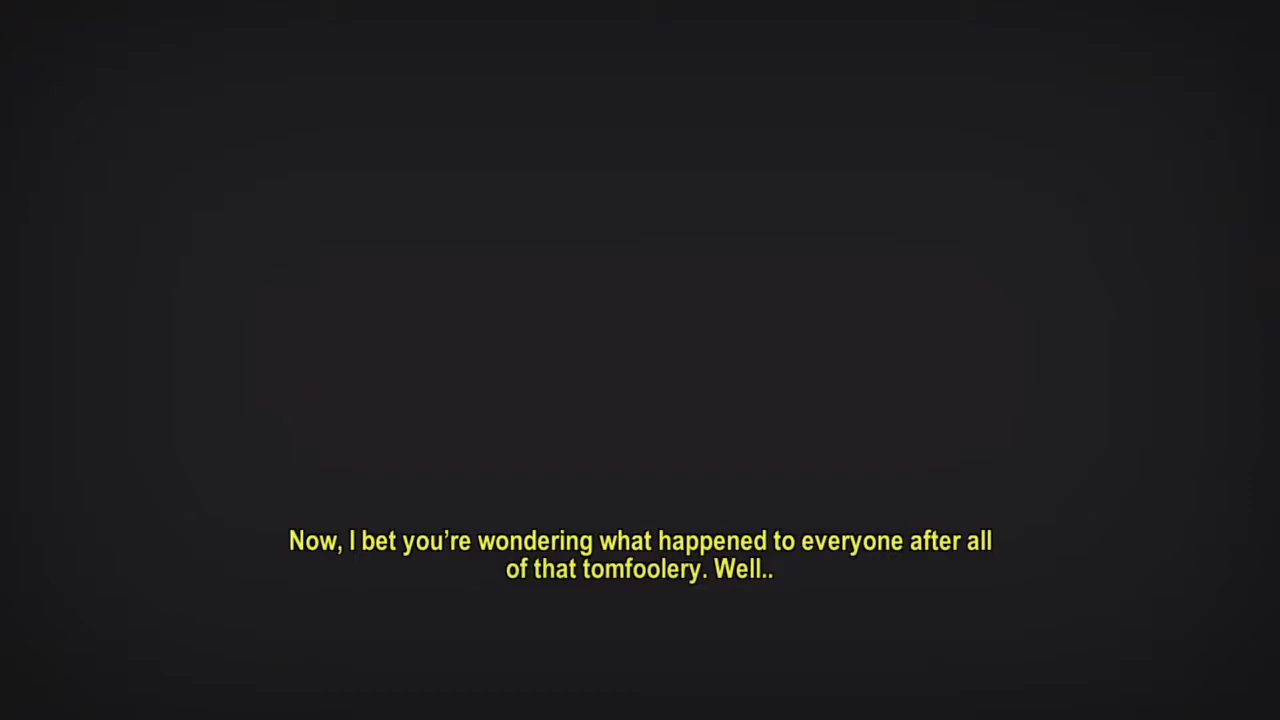 Now, I bet you’re wondering what happened to everyone after all
of that tomfoolery. Well..